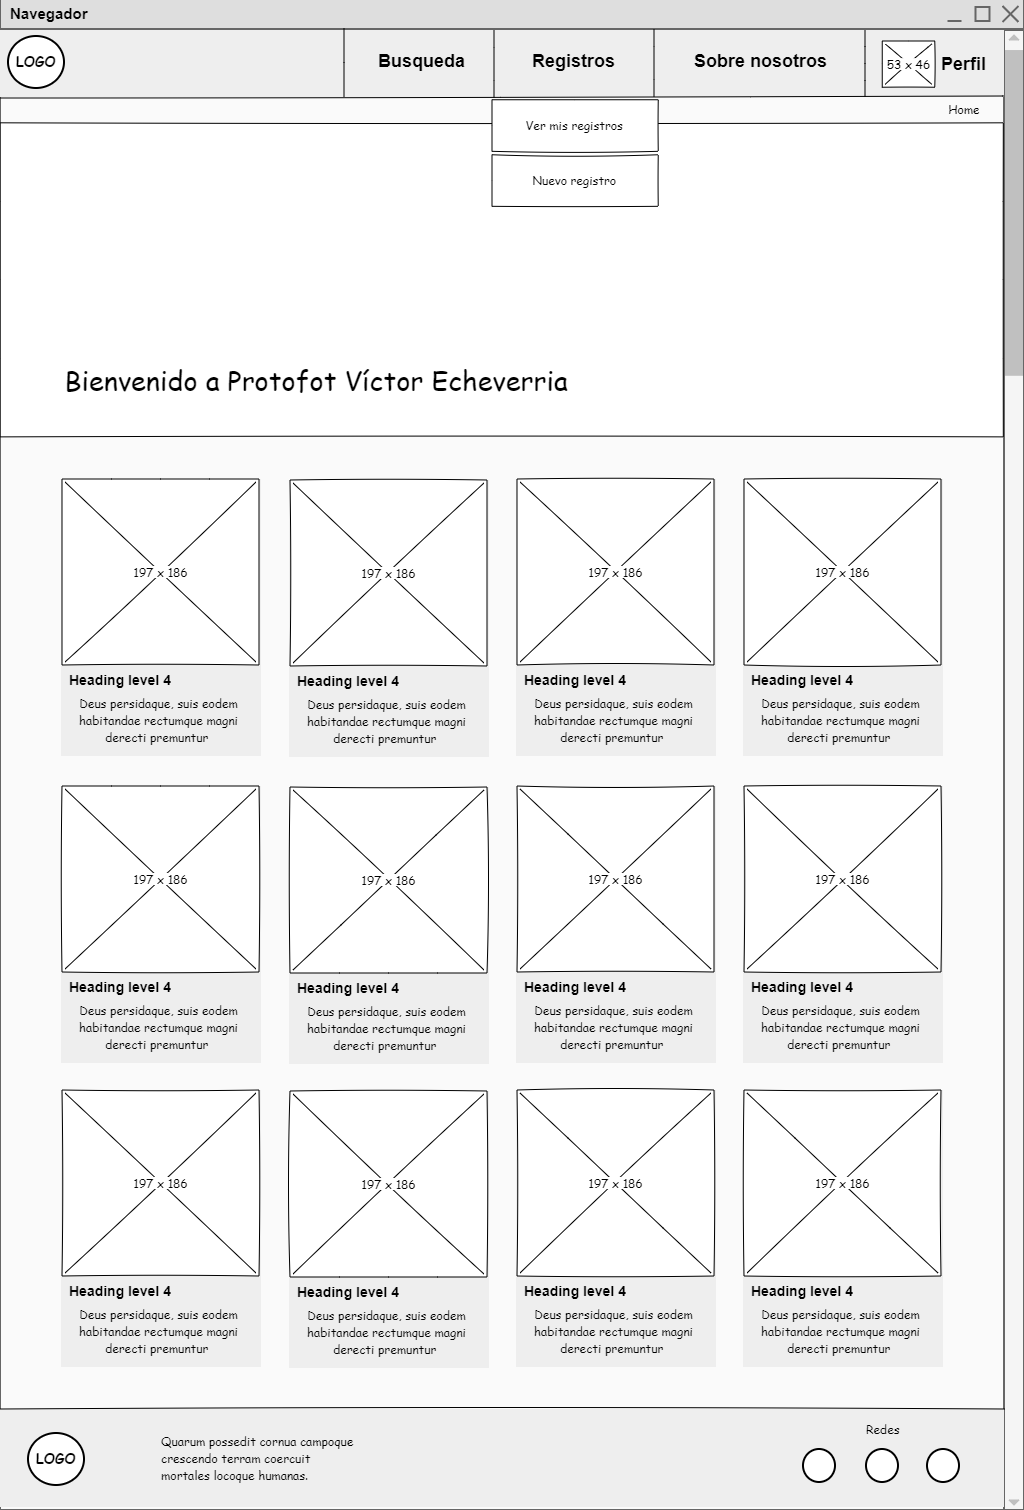 Navegador
LOGO
Busqueda
Registros
Sobre nosotros
53 x 46
Perfil
Home
Ver mis registros
Nuevo registro
Bienvenido a Protofot Víctor Echeverria
197 x 186
197 x 186
197 x 186
197 x 186
Heading level 4
Deus persidaque, suis eodem
habitandae rectumque magni
derecti premuntur
Heading level 4
Deus persidaque, suis eodem
habitandae rectumque magni
derecti premuntur
Heading level 4
Deus persidaque, suis eodem
habitandae rectumque magni
derecti premuntur
Heading level 4
Deus persidaque, suis eodem
habitandae rectumque magni
derecti premuntur
197 x 186
197 x 186
197 x 186
197 x 186
Heading level 4
Deus persidaque, suis eodem
habitandae rectumque magni
derecti premuntur
Heading level 4
Deus persidaque, suis eodem
habitandae rectumque magni
derecti premuntur
Heading level 4
Deus persidaque, suis eodem
habitandae rectumque magni
derecti premuntur
Heading level 4
Deus persidaque, suis eodem
habitandae rectumque magni
derecti premuntur
197 x 186
197 x 186
197 x 186
197 x 186
Heading level 4
Deus persidaque, suis eodem
habitandae rectumque magni
derecti premuntur
Heading level 4
Deus persidaque, suis eodem
habitandae rectumque magni
derecti premuntur
Heading level 4
Deus persidaque, suis eodem
habitandae rectumque magni
derecti premuntur
Heading level 4
Deus persidaque, suis eodem
habitandae rectumque magni
derecti premuntur
LOGO
Quarum possedit cornua campoque
crescendo terram coercuit
mortales locoque humanas.
Redes